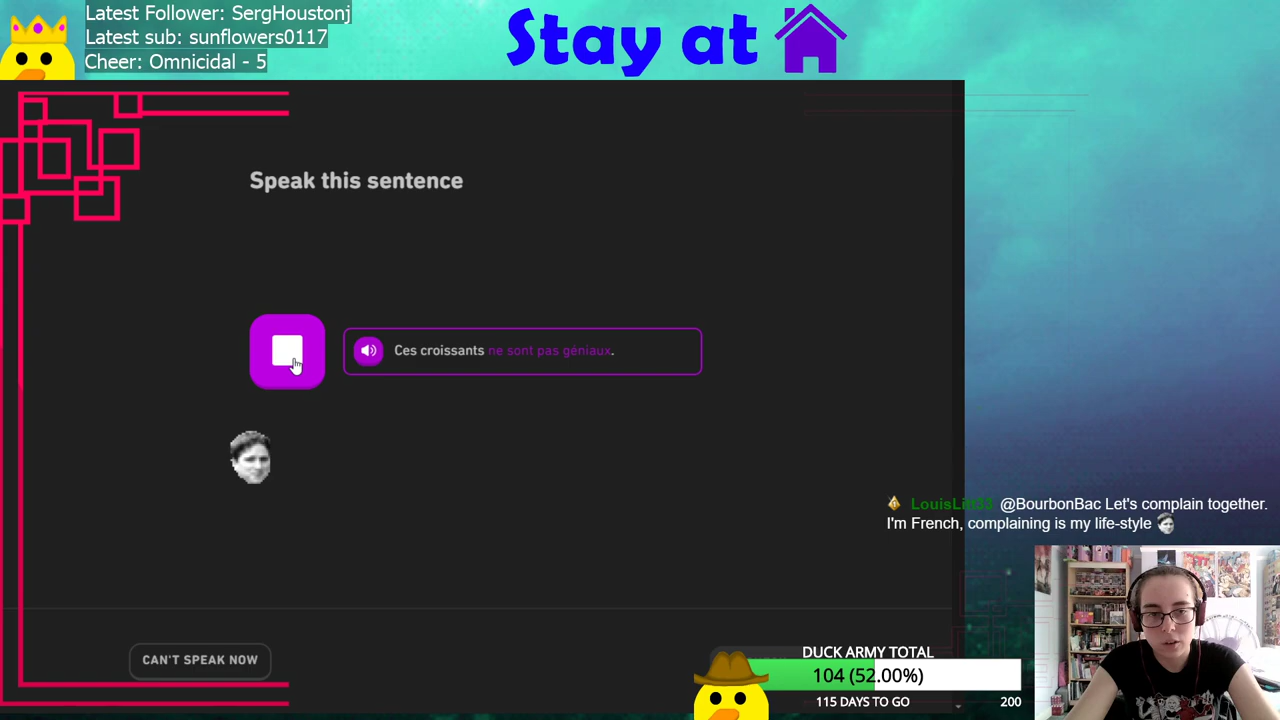 Latest Follower: SergHoustonj
Latest sub: sunflowers0117
Cheer: Omnicidal - 5
Stay at
Speak this sentence
Ces croissants ne sont pas géniaux.
@BourbonBac Let's complain together.
I'm French, complaining is my life-style
CAN'T SPEAK NOW
DUCK ARMY TOTAL
104 (52.00%)
115 DAYS TO GO
200